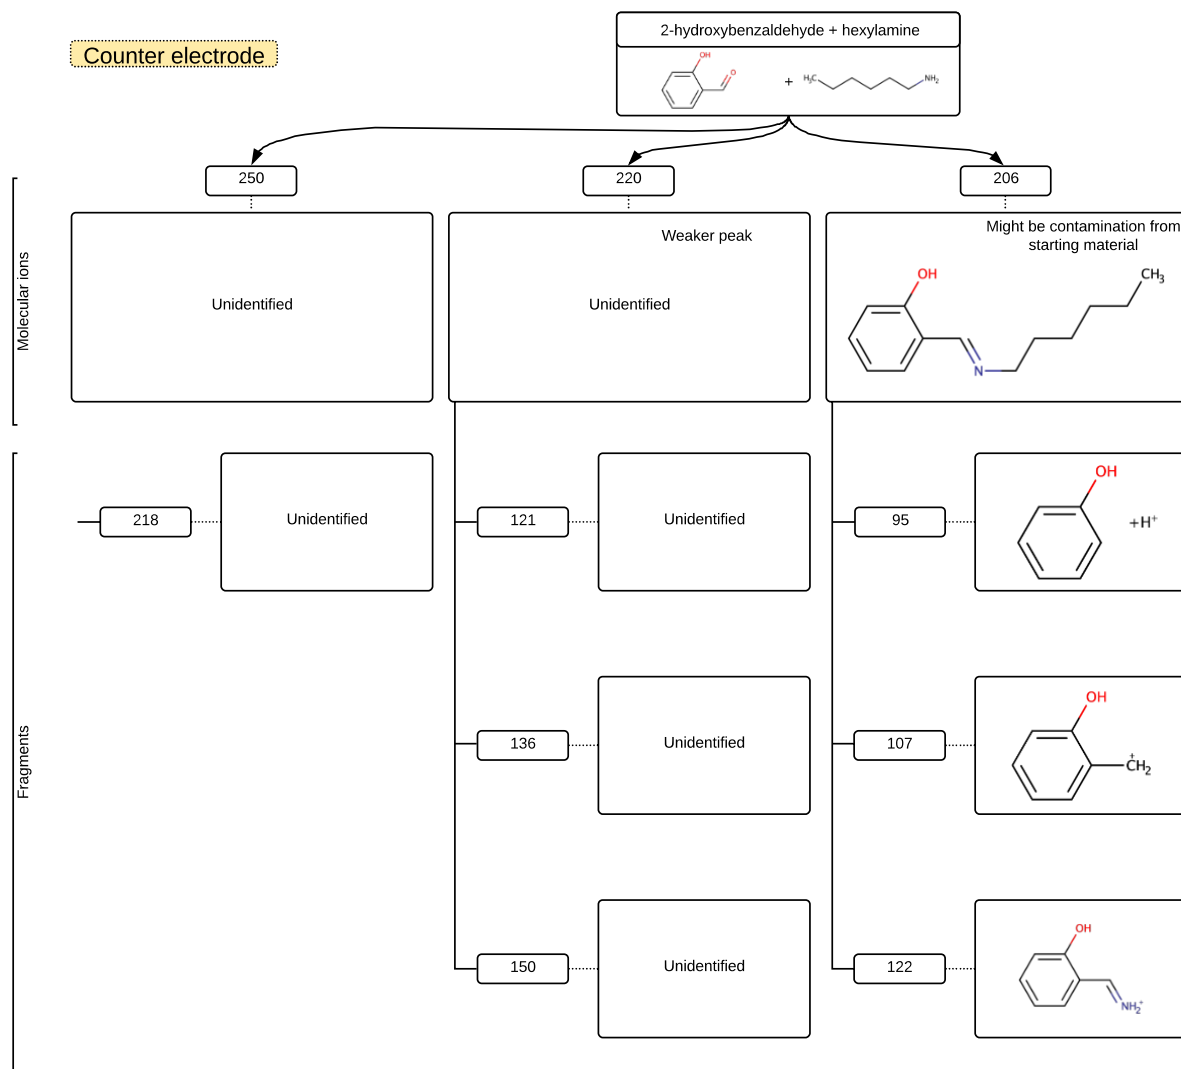 2-hydroxybenzaldehyde + hexylamine
Counter electrode
OH
O
+
H₃C
NH₂
250
220
206
Molecular ions
Unidentified
Weaker peak
Unidentified
Might be contamination from
starting material
OH
CH₃
N
Fragments
218
Unidentified
121
Unidentified
95
OH
+H⁺
136
Unidentified
107
OH
⁺CH₂
150
Unidentified
122
OH
NH₂⁺